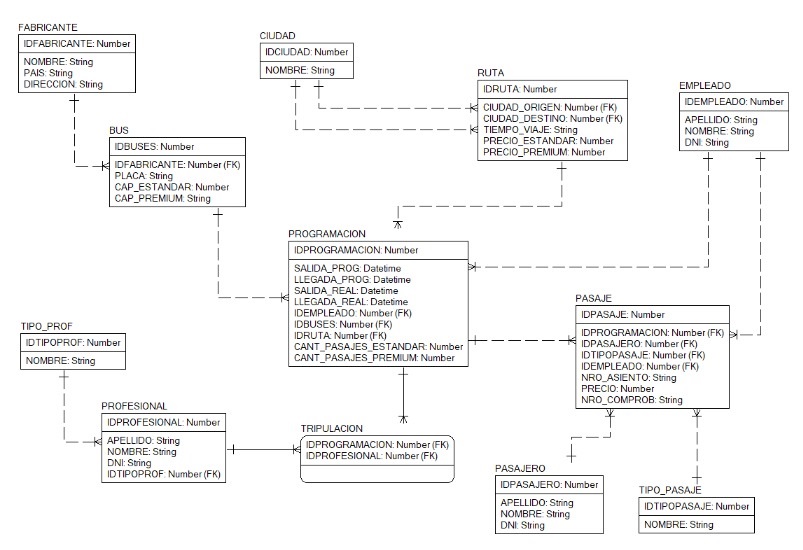 FABRICANTE
IDFABRICANTE: Number
NOMBRE: String
PAIS: String
DIRECCION: String
CIUDAD
IDCIUDAD: Number
NOMBRE: String
RUTA
IDRUTA: Number
CIUDAD_ORIGEN: Number (FK)
CIUDAD_DESTINO: Number (FK)
TIEMPO_VIAJE: String
PRECIO_ESTANDAR: Number
PRECIO_PREMIUM: Number
EMPLEADO
IDEMPLEADO: Number
APELLIDO: String
NOMBRE: String
DNI: String
BUS
IDBUSES: Number
IDFABRICANTE: Number (FK)
PLACA: String
CAP_ESTANDAR: Number
CAP_PREMIUM: String
PROGRAMACION
IDPROGRAMACION: Number
SALIDA_PROG: Datetime
LLEGADA_PROG: Datetime
SALIDA_REAL: Datetime
LLEGADA_REAL: Datetime
IDEMPLEADO: Number (FK)
IDBUSES: Number (FK)
IDRUTA: Number (FK)
CANT_PASAJES_ESTANDAR: Number
CANT_PASAJES_PREMIUM: Number
PASAJE
IDPASAJE: Number
IDPROGRAMACION: Number (FK)
IDPASAJERO: Number (FK)
IDTIPOPASAJE: Number (FK)
IDEMPLEADO: Number (FK)
NRO_ASIENTO: String
PRECIO: Number
NRO_COMPROB: String
TIPO_PROF
IDTIPOPROF: Number
NOMBRE: String
PROFESIONAL
IDPROFESIONAL: Number
APELLIDO: String
NOMBRE: String
DNI: String
IDTIPOPROF: Number (FK)
TRIPULACION
IDPROGRAMACION: Number (FK)
IDPROFESIONAL: Number (FK)
PASAJERO
IDPASAJERO: Number
APELLIDO: String
NOMBRE: String
DNI: String
TIPO_PASAJE
IDTIPOPASAJE: Number
NOMBRE: String